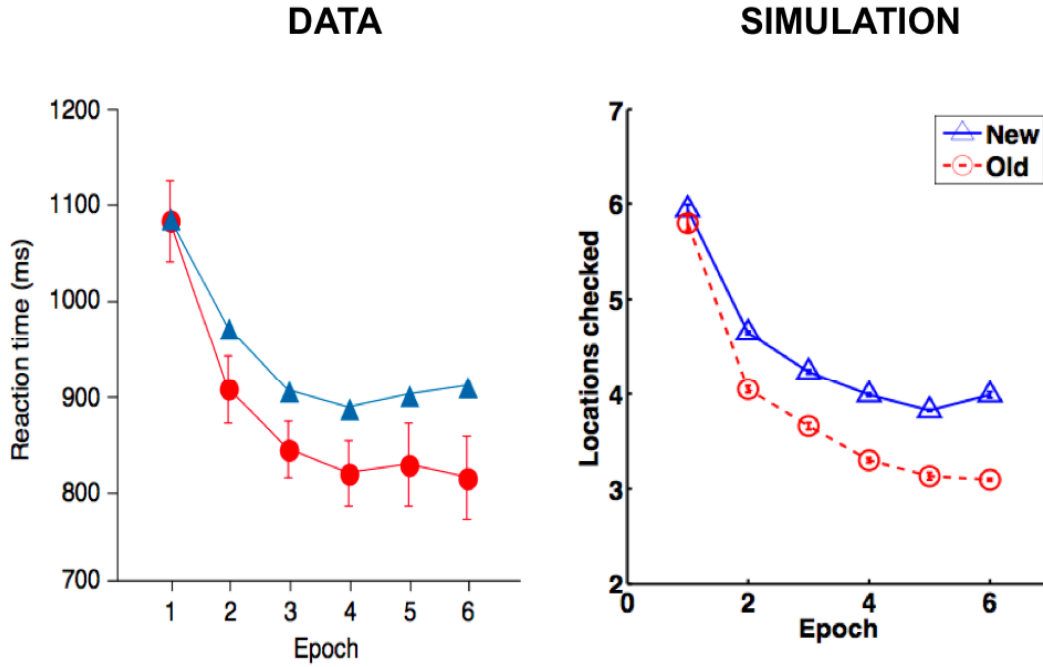 DATA
1200
1100
1000
900
800
700
Reaction time (ms)
1 2 3 4 5 6
Epoch
SIMULATION
7
6
5
4
3
2
Locations checked
0 2 4 6
Epoch
New
Old